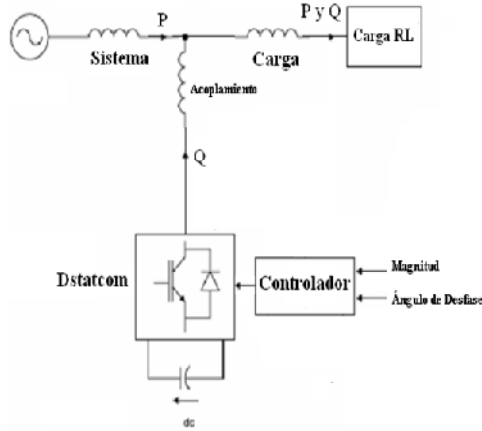 P
P y Q
Carga RL
Sistema
Carga
Acoplamiento
Q
Dstatcom
Controlador
Magnitud
Ángulo de Desfase
dc